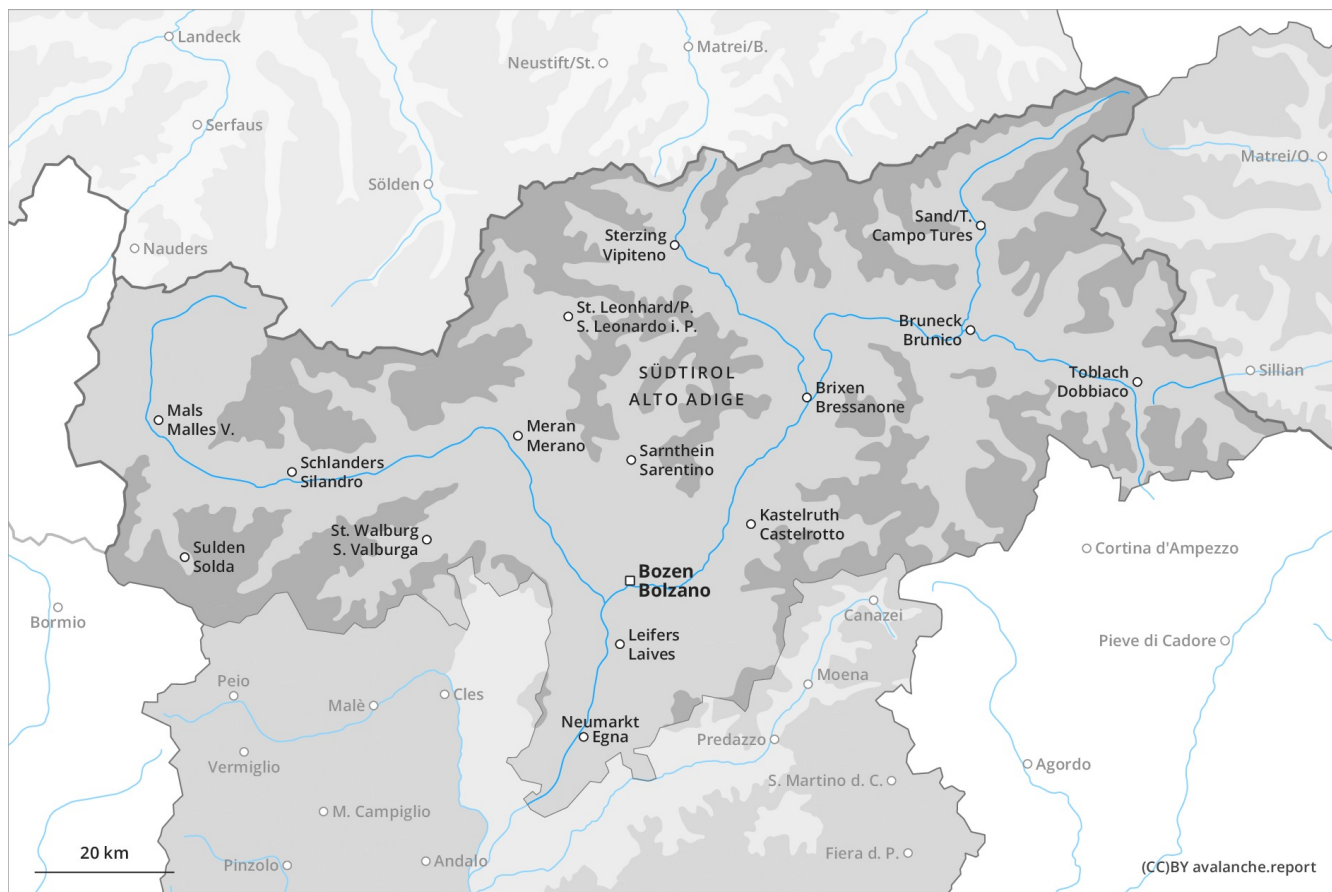 Landeck
Matrei/B.
Neustift/St.
Serfaus
Matrei/O.
Sölden
Sand/T.
Campo Tures
Nauders
Sterzing
Vipiteno
St. Leonhard/P.
S. Leonardo i. P.
Bruneck
Brunico
SÜDTIROL
ALTO ADIGE
Toblach
Dobbiaco
Sillian
Brixen
Bressanone
Mals
Malles V.
Meran
Merano
Sarnthein
Sarentino
Schlanders
Silandro
Kastelruth
Castelrotto
St. Walburg
S. Valburga
Sulden
Solda
Cortina d'Ampezzo
Bozen
Bolzano
Bormio
Canazei
Leifers
Laives
Pieve di Cadore
Peio
Moena
Malè
Cles
Neumarkt
Egna
Predazzo
Vermiglio
Agordo
S. Martino d. C.
M. Campiglio
20 km
Pinzolo
Andalo
Fiera d. P.
(CC)BY avalanche.report